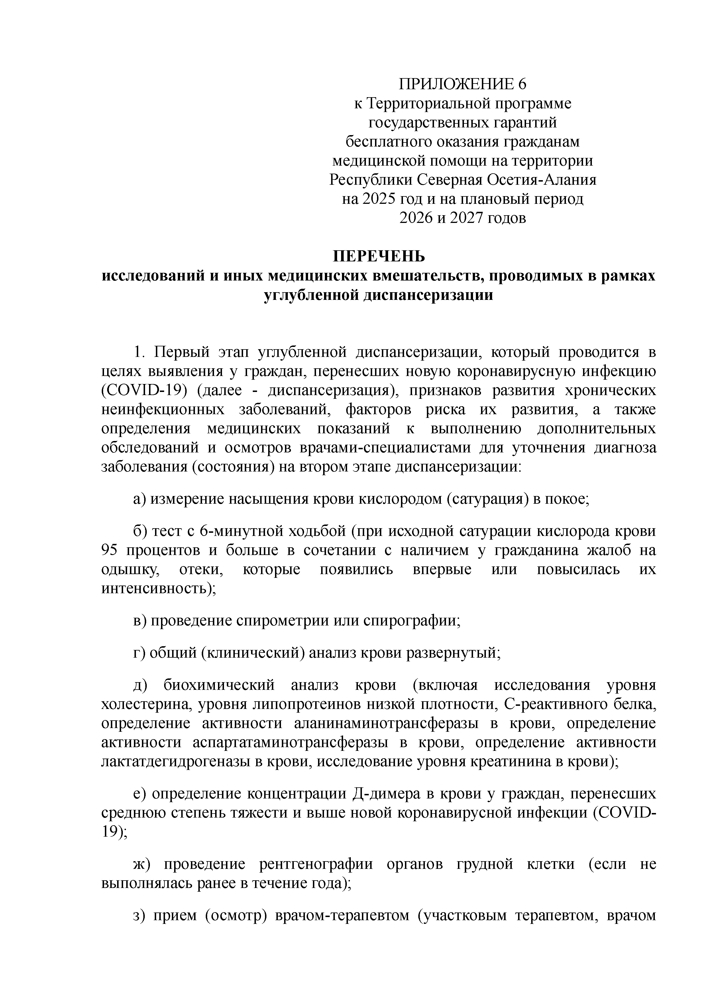 ПРИЛОЖЕНИЕ 6
к Территориальной программе
государственных гарантий
бесплатного оказания гражданам
медицинской помощи на территории
Республики Северная Осетия-Алания
на 2025 год и на плановый период
2026 и 2027 годов
ПЕРЕЧЕНЬ
исследований и иных медицинских вмешательств, проводимых в рамках
углубленной диспансеризации
1. Первый этап углубленной диспансеризации, который проводится в
целях выявления у граждан, перенесших новую коронавирусную инфекцию
(COVID-19) (далее - диспансеризация), признаков развития хронических
неинфекционных заболеваний, факторов риска их развития, а также
определения медицинских показаний к выполнению дополнительных
обследований и осмотров врачами-специалистами для уточнения диагноза
заболевания (состояния) на втором этапе диспансеризации:
а) измерение насыщения крови кислородом (сатурация) в покое;
б) тест с 6-минутной ходьбой (при исходной сатурации кислорода крови
95 процентов и больше в сочетании с наличием у гражданина жалоб на
одышку, отеки, которые появились впервые или повысилась их
интенсивность);
в) проведение спирометрии или спирографии;
г) общий (клинический) анализ крови развернутый;
д) биохимический анализ крови (включая исследования уровня
холестерина, уровня липопротеинов низкой плотности, С-реактивного белка,
определение активности аланинаминотрансферазы в крови, определение
активности аспартатаминотрансферазы в крови, определение активности
лактатдегидрогеназы в крови, исследование уровня креатинина в крови);
е) определение концентрации Д-димера в крови у граждан, перенесших
среднюю степень тяжести и выше новой коронавирусной инфекции (COVID-
19);
ж) проведение рентгенографии органов грудной клетки (если не
выполнялась ранее в течение года);
з) прием (осмотр) врачом-терапевтом (участковым терапевтом, врачом